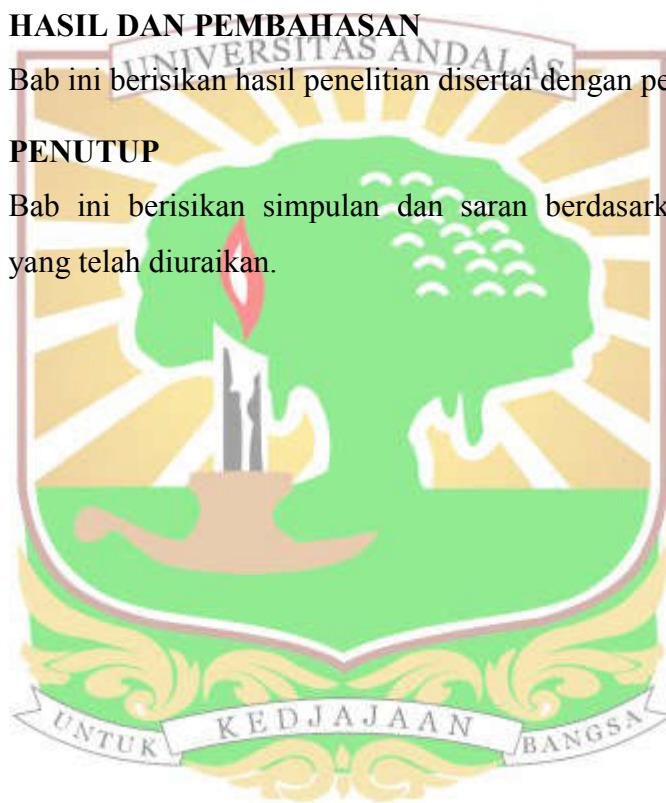 HASIL DAN PEMBAHASAN
UNIVERSITAS ANDALAS
Bab ini berisikan hasil penelitian disertai dengan pe
PENUTUP
Bab ini berisikan simpulan dan saran berdasark
yang telah diuraikan.
UNTUK KEDJAJAAN BANGSA